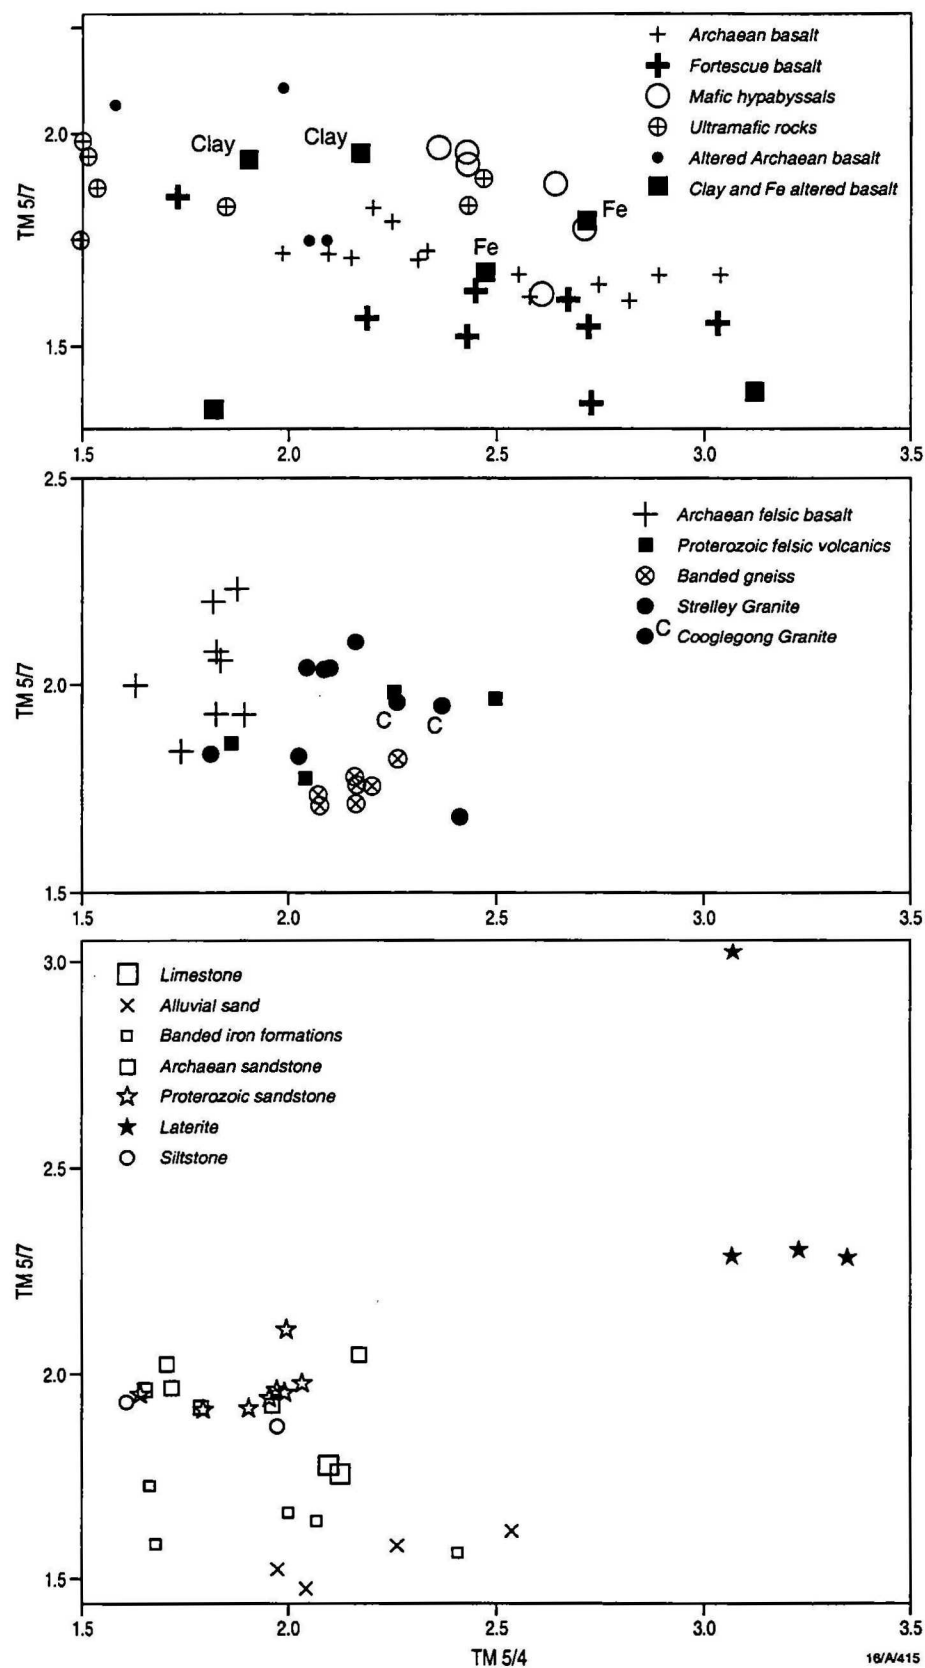 Archaean basalt
Fortescue basalt
Mafic hypabyssals
Ultramafic rocks
Altered Archaean basalt
Clay and Fe altered basalt
Clay
Clay
Fe
Fe
TM 5/7
2.0
1.5
1.5
2.0
2.5
3.0
3.5
2.5
Archaean felsic basalt
Proterozoic felsic volcanics
Banded gneiss
Strelley Granite
C Cooglegong Granite
C
C
TM 5/7
2.0
1.5
1.5
2.0
2.5
3.0
3.5
3.0
Limestone
Alluvial sand
Banded iron formations
Archaean sandstone
Proterozoic sandstone
Laterite
Siltstone
2.5
TM 5/7
2.0
1.5
1.5
2.0
2.5
3.0
3.5
TM 5/4
16/A/415